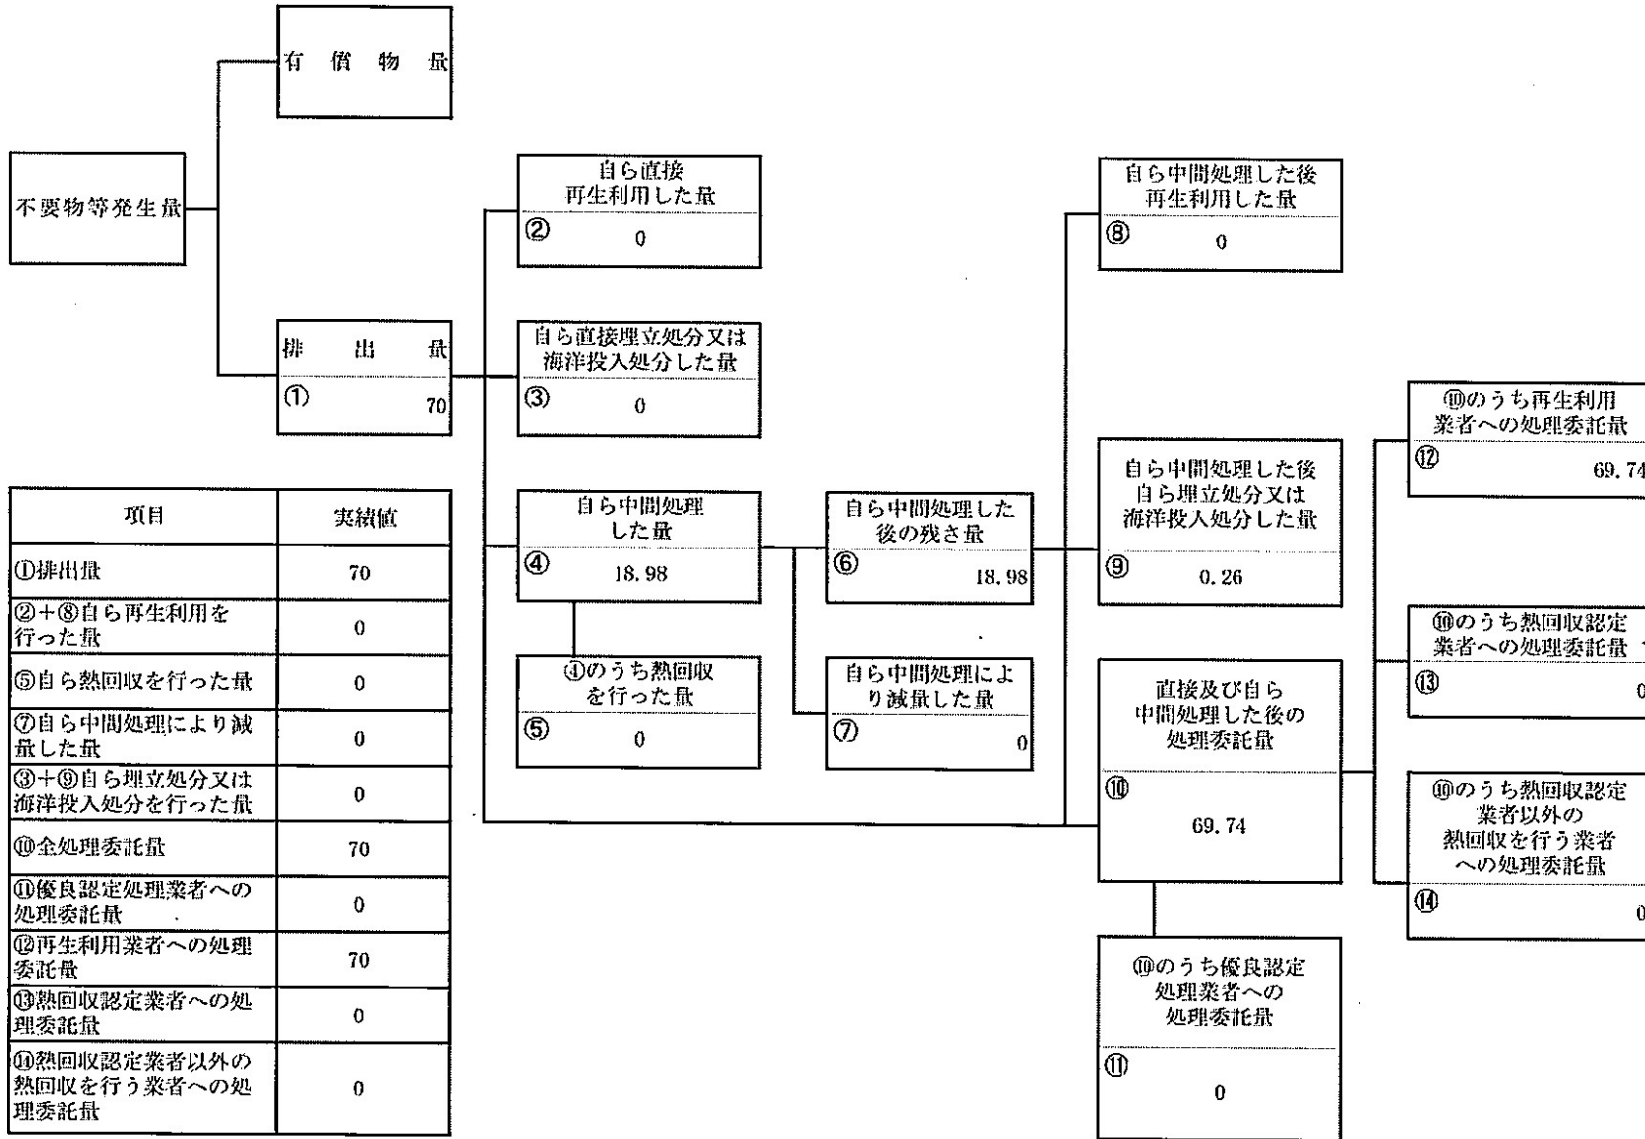 有償物量
不要物等発生量
排出量
①
70
自ら直接
再生利用した量
②
0
自ら直接埋立処分又は
海洋投入処分した量
③
0
自ら中間処理
した量
④
18.98
④のうち熱回収
を行った量
⑤
0
自ら中間処理した
後の残さ量
⑥
18.98
自ら中間処理によ
り減量した量
⑦
0
自ら中間処理した後
再生利用した量
⑧
0
自ら中間処理した後
自ら埋立処分又は
海洋投入処分した量
⑨
0.26
直接及び自ら
中間処理した後の
処理委託量
⑩
69.74
⑩のうち優良認定
処理業者への
処理委託量
⑪
0
⑩のうち再生利用
業者への処理委託量
⑫
69.74
⑩のうち熱回収認定
業者への処理委託量
⑬
0
⑩のうち熱回収認定
業者以外の
熱回収を行う業者
への処理委託量
⑭
0
項目 実績値
①排出量 70
②+⑧自ら再生利用を
行った量 0
⑤自ら熱回収を行った量 0
⑦自ら中間処理により減
量した量 0
③+⑨自ら埋立処分又は
海洋投入処分を行った量 0
⑩全処理委託量 70
⑪優良認定処理業者への
処理委託量 0
⑫再生利用業者への処理
委託量 70
⑬熱回収認定業者への処
理委託量 0
⑭熱回収認定業者以外の
熱回収を行う業者への処
理委託量 0